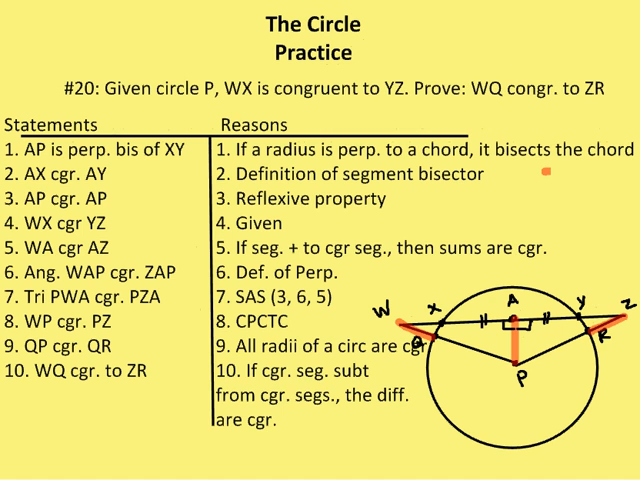 The Circle
Practice
#20: Given circle P, WX is congruent to YZ. Prove: WQ congr. to ZR
Statements Reasons
1. AP is perp. bis of XY 1. If a radius is perp. to a chord, it bisects the chord
2. AX cgr. AY 2. Definition of segment bisector
3. AP cgr. AP 3. Reflexive property
4. WX cgr YZ 4. Given
5. WA cgr AZ 5. If seg. + to cgr seg., then sums are cgr.
6. Ang. WAP cgr. ZAP 6. Def. of Perp.
7. Tri PWA cgr. PZA 7. SAS (3, 6, 5)
8. WP cgr. PZ 8. CPCTC
9. QP cgr. QR 9. All radii of a circ are cgr
10. WQ cgr. to ZR 10. If cgr. seg. subt
from cgr. segs., the diff.
are cgr.
W X A Y Z
Q R
P